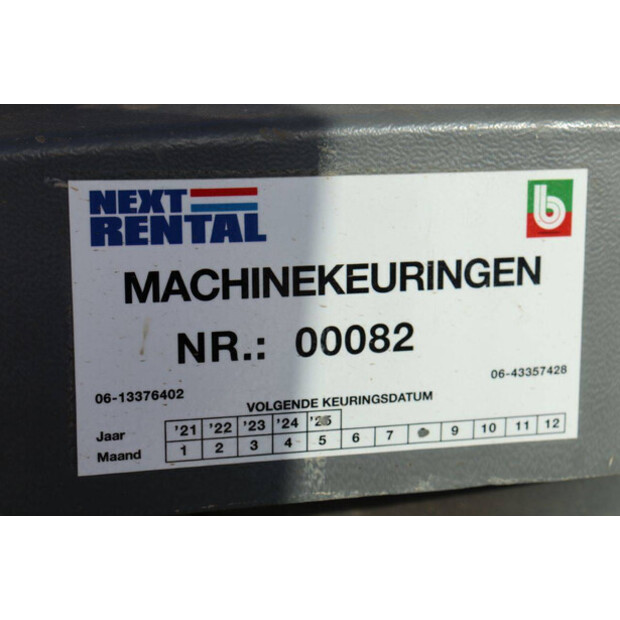 NEXT
RENTAL
b
MACHINEKEURINGEN
NR.: 00082
06-13376402
06-43357428
VOLGENDE KEURINGSDATUM
Jaar '21 '22 '23 '24 '25
Maand 1 2 3 4 5 6 7 9 10 11 12